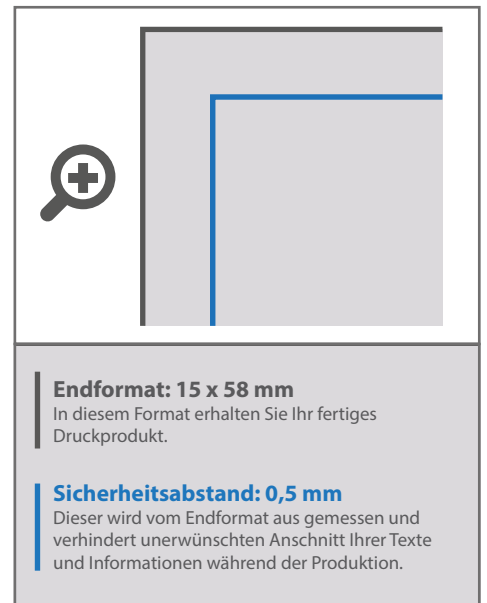 Endformat: 15 x 58 mm
In diesem Format erhalten Sie Ihr fertiges
Druckprodukt.
Sicherheitsabstand: 0,5 mm
Dieser wird vom Endformat aus gemessen und
verhindert unerwünschten Anschnitt Ihrer Texte
und Informationen während der Produktion.